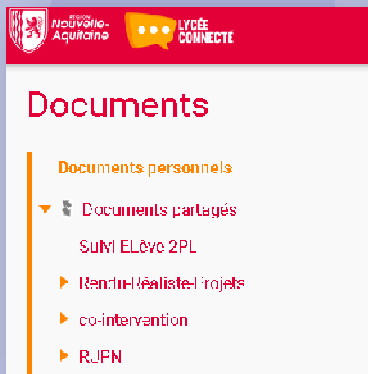 RÉGION
Nouvelle-
Aquitaine
LYCÉE
CONNECTÉ
Documents
Documents personnels
Documents partagés
Suivi ELève 2PL
Rendu-Réaliste-Projets
co-intervention
RJPN